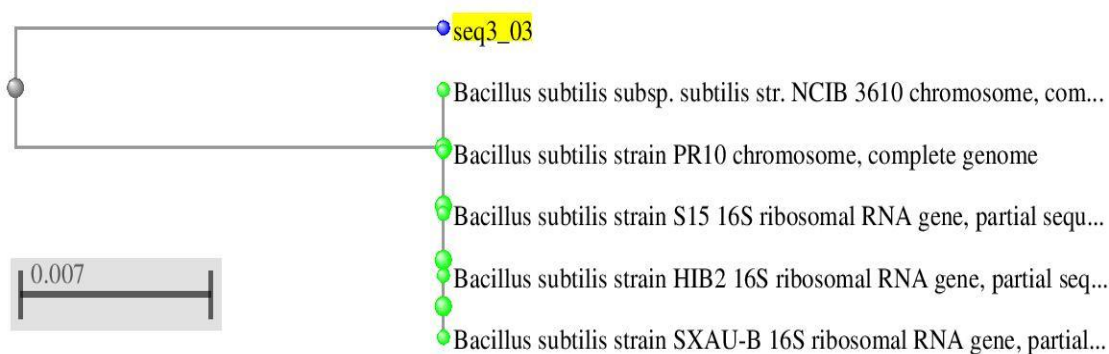 seq3_03
Bacillus subtilis subsp. subtilis str. NCIB 3610 chromosome, com...
Bacillus subtilis strain PR10 chromosome, complete genome
Bacillus subtilis strain S15 16S ribosomal RNA gene, partial sequ...
0.007
Bacillus subtilis strain HIB2 16S ribosomal RNA gene, partial seq...
Bacillus subtilis strain SXAU-B 16S ribosomal RNA gene, partial...